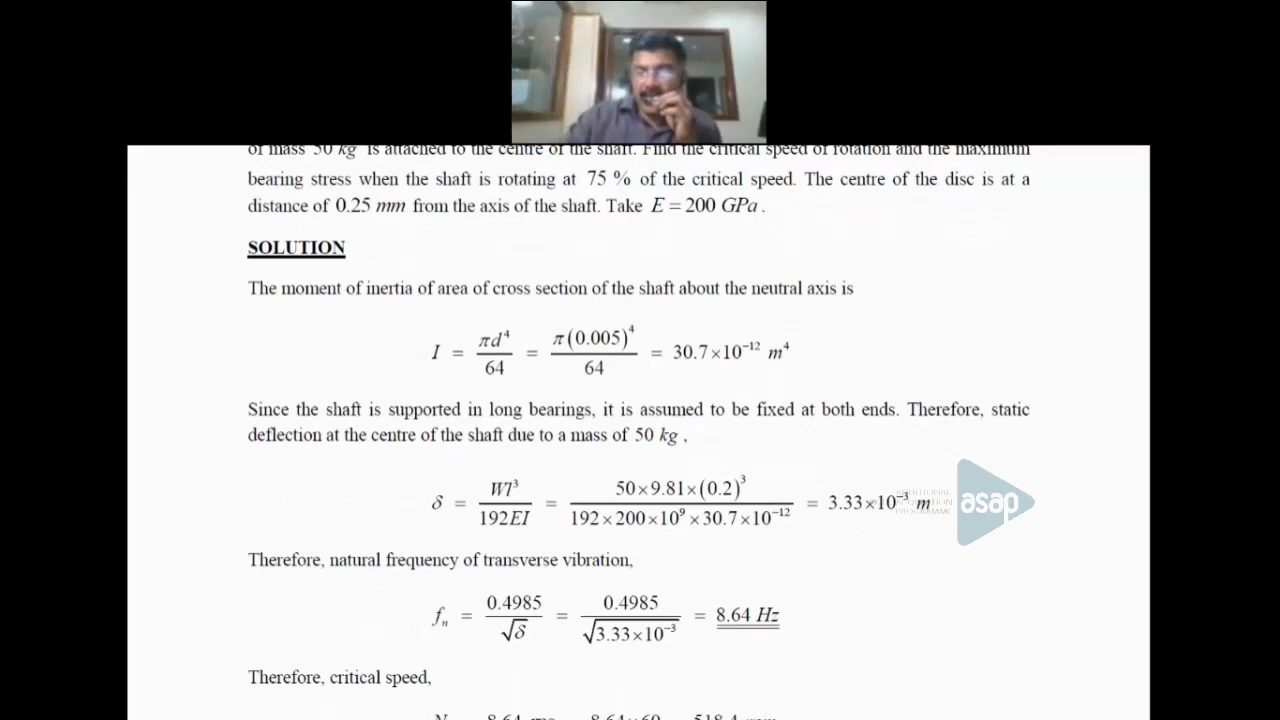 of mass 50 kg is attached to the centre of the shaft. Find the critical speed of rotation and the maximum
bearing stress when the shaft is rotating at 75 % of the critical speed. The centre of the disc is at a
distance of 0.25 mm from the axis of the shaft. Take E = 200 GPa .
SOLUTION
The moment of inertia of area of cross section of the shaft about the neutral axis is
I = πd⁴/64 = π(0.005)⁴/64 = 30.7×10⁻¹² m⁴
Since the shaft is supported in long bearings, it is assumed to be fixed at both ends. Therefore, static
deflection at the centre of the shaft due to a mass of 50 kg ,
δ = Wl³/192EI = 50×9.81×(0.2)³/192×200×10⁹×30.7×10⁻¹² = 3.33×10⁻³ m
asap
Therefore, natural frequency of transverse vibration,
fₙ = 0.4985/√δ = 0.4985/√3.33×10⁻³ = 8.64 Hz
Therefore, critical speed,